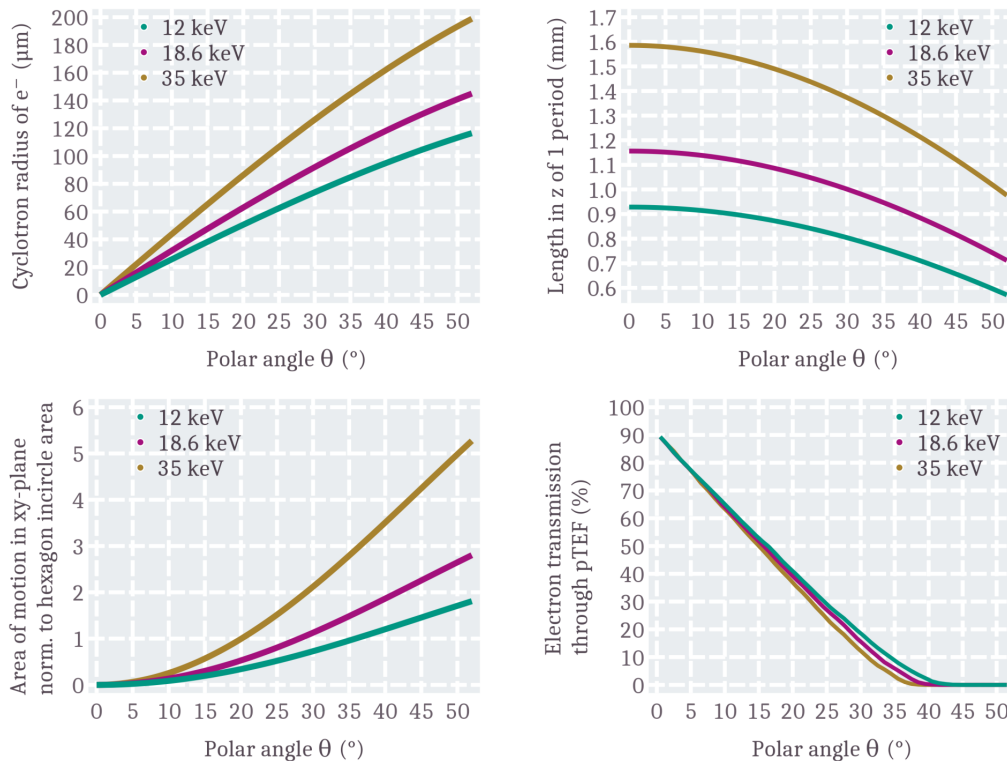 Cyclotron radius of e⁻ (µm)
200
180
160
140
120
100
80
60
40
20
0
12 keV
18.6 keV
35 keV
0 5 10 15 20 25 30 35 40 45 50
Polar angle θ (°)
Length in z of 1 period (mm)
1.7
1.6
1.5
1.4
1.3
1.2
1.1
1.0
0.9
0.8
0.7
0.6
12 keV
18.6 keV
35 keV
0 5 10 15 20 25 30 35 40 45 50
Polar angle θ (°)
Area of motion in xy-plane
norm. to hexagon incircle area
6
5
4
3
2
1
0
12 keV
18.6 keV
35 keV
0 5 10 15 20 25 30 35 40 45 50
Polar angle θ (°)
Electron transmission
through pTEF (%)
100
90
80
70
60
50
40
30
20
10
0
12 keV
18.6 keV
35 keV
0 5 10 15 20 25 30 35 40 45 50
Polar angle θ (°)